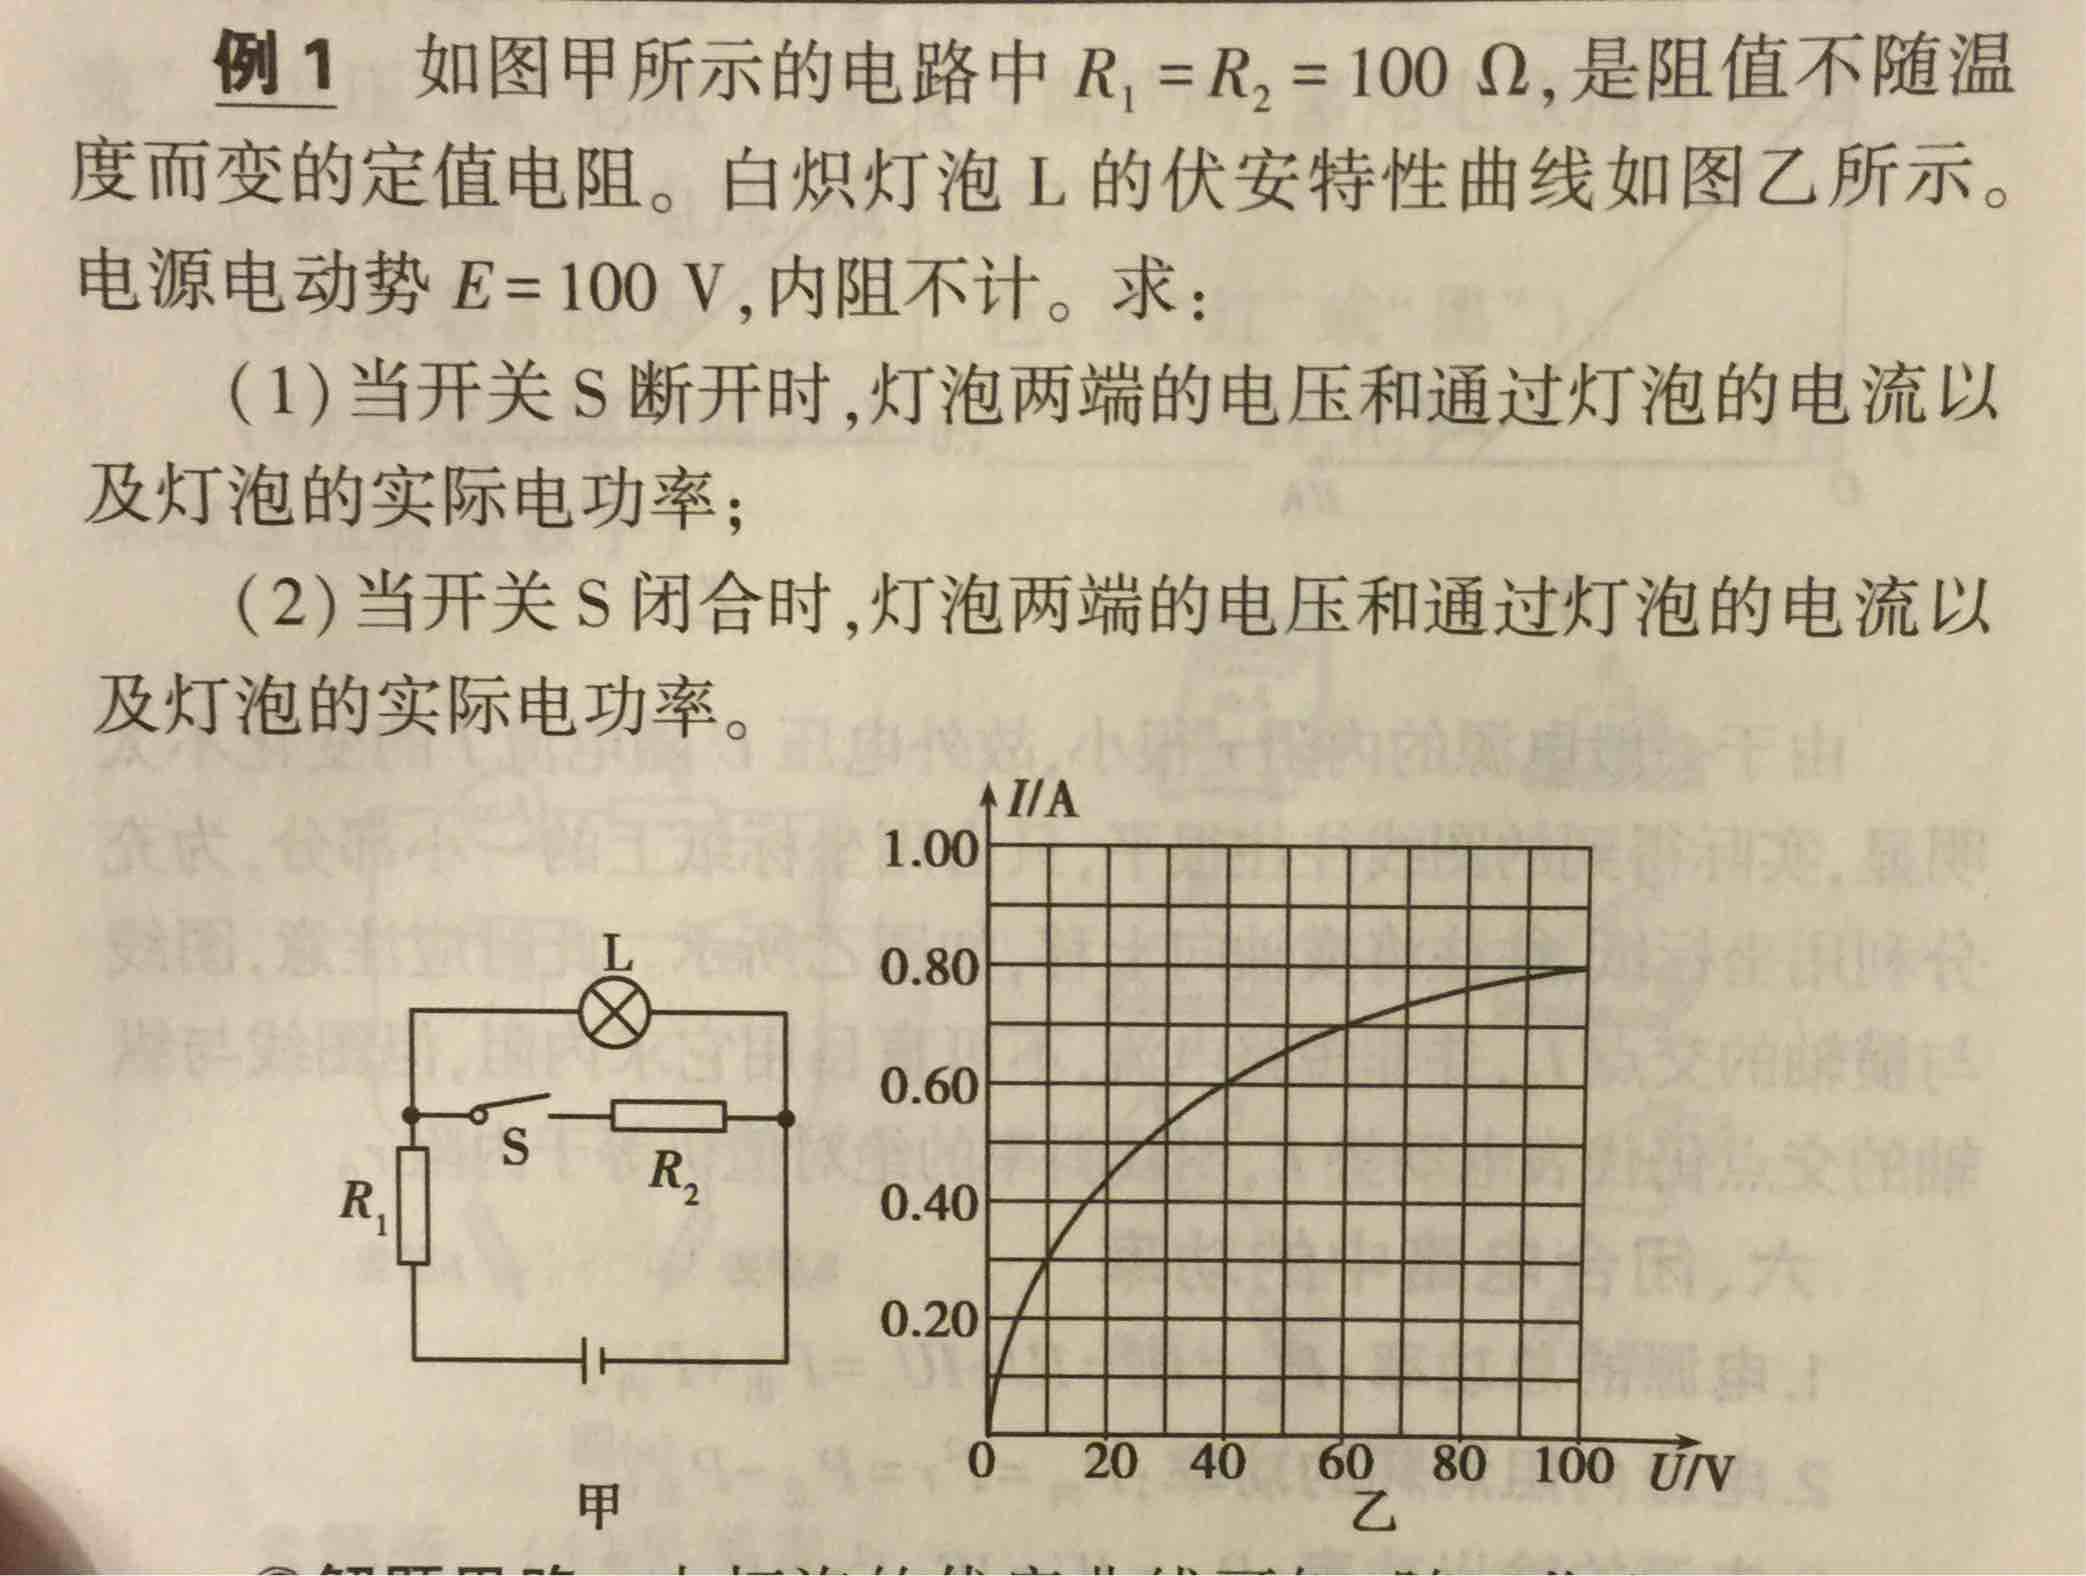 例1 如图甲所示的电路中 R₁ = R₂ = 100 Ω,是阻值不随温
度而变的定值电阻。白炽灯泡 L 的伏安特性曲线如图乙所示。
电源电动势 E = 100 V,内阻不计。求:
(1)当开关 S 断开时,灯泡两端的电压和通过灯泡的电流以
及灯泡的实际电功率;
(2)当开关 S 闭合时,灯泡两端的电压和通过灯泡的电流以
及灯泡的实际电功率。
L
S
R₂
R₁
甲
I/A
1.00
0.80
0.60
0.40
0.20
0 20 40 60 80 100 U/V
乙